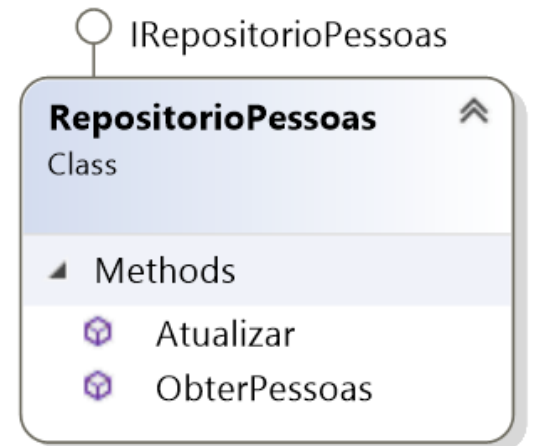 IRepositorioPessoas
RepositorioPessoas
Class
Methods
Atualizar
ObterPessoas